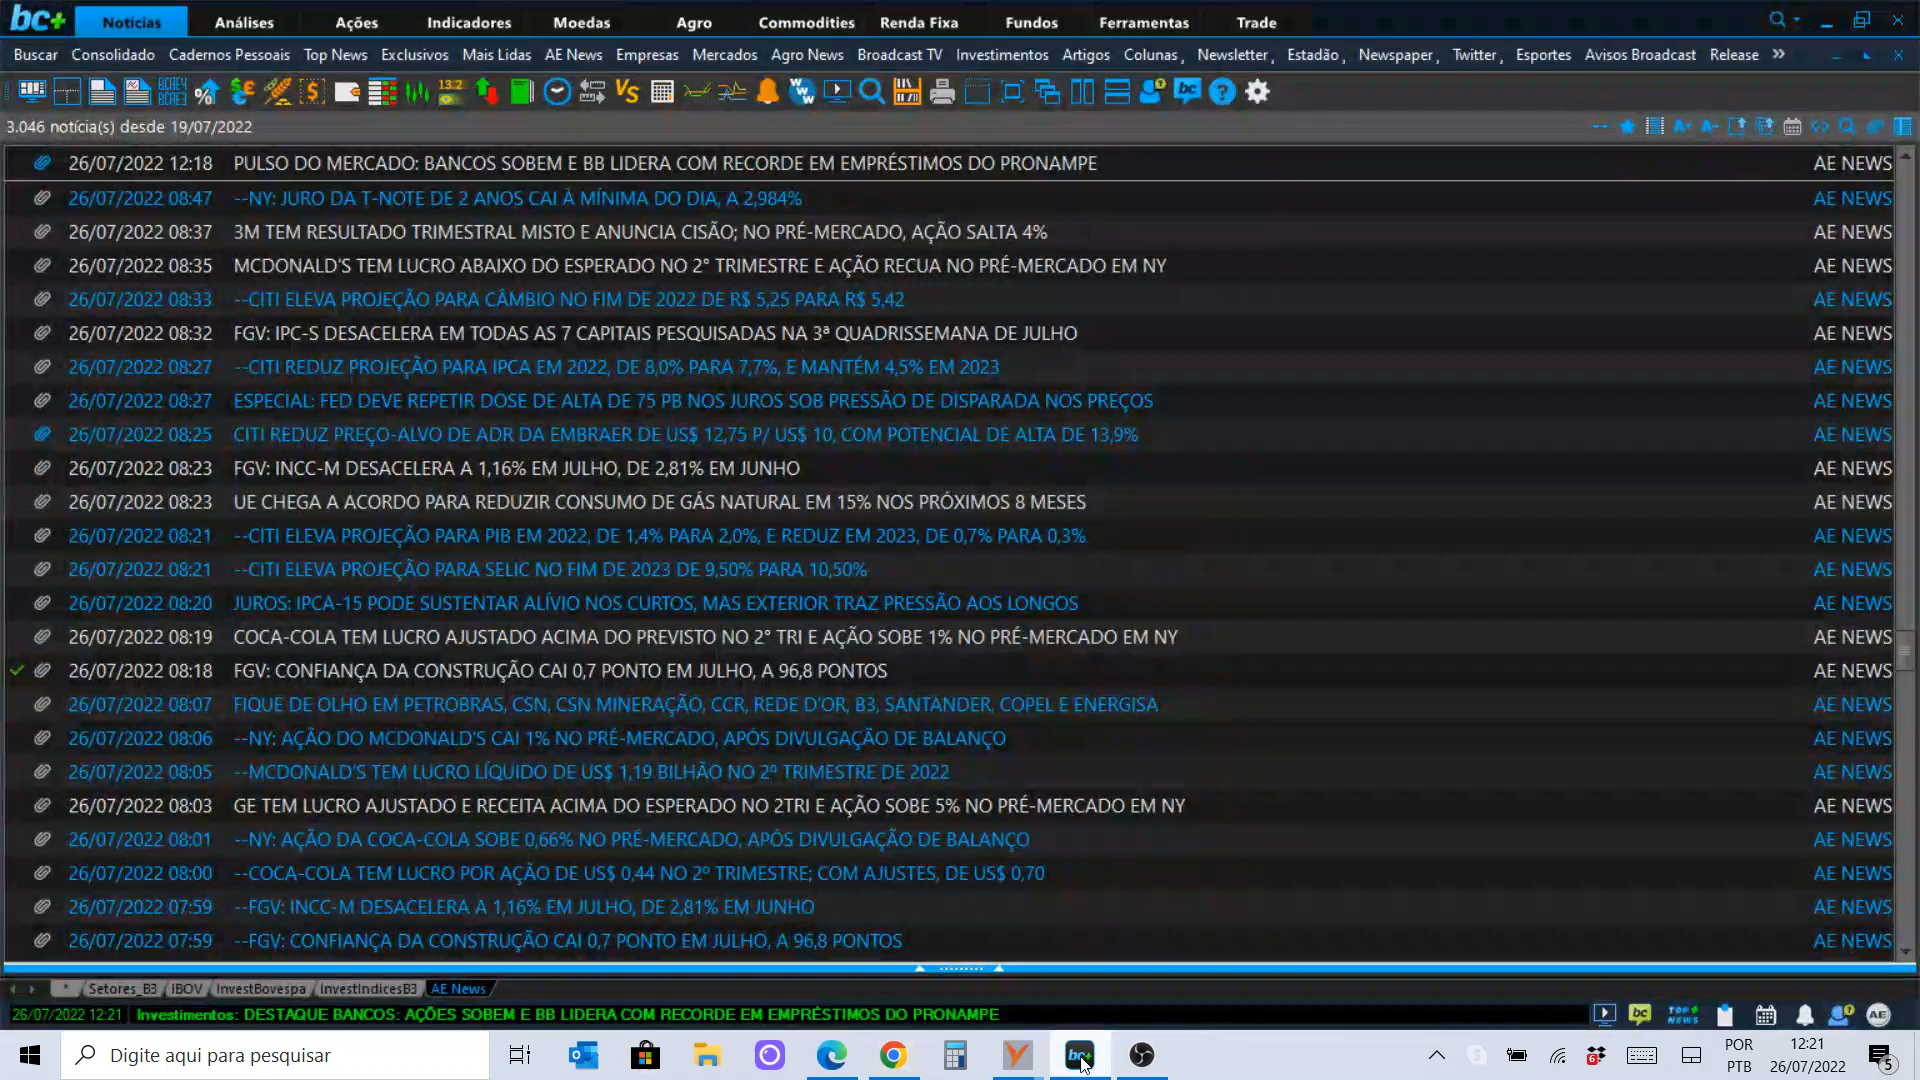 bc+ Notícias Análises Ações Indicadores Moedas Agro Commodities Renda Fixa Fundos Ferramentas Trade
Buscar Consolidado Cadernos Pessoais Top News Exclusivos Mais Lidas AE News Empresas Mercados Agro News Broadcast TV Investimentos Artigos Colunas Newsletter Estadão Newspaper Twitter Esportes Avisos Broadcast Release »
3.046 notícia(s) desde 19/07/2022
26/07/2022 12:18 PULSO DO MERCADO: BANCOS SOBEM E BB LIDERA COM RECORDE EM EMPRÉSTIMOS DO PRONAMPE AE NEWS
26/07/2022 08:47 --NY: JURO DA T-NOTE DE 2 ANOS CAI À MÍNIMA DO DIA, A 2,984% AE NEWS
26/07/2022 08:37 3M TEM RESULTADO TRIMESTRAL MISTO E ANUNCIA CISÃO; NO PRÉ-MERCADO, AÇÃO SALTA 4% AE NEWS
26/07/2022 08:35 MCDONALD'S TEM LUCRO ABAIXO DO ESPERADO NO 2° TRIMESTRE E AÇÃO RECUA NO PRÉ-MERCADO EM NY AE NEWS
26/07/2022 08:33 --CITI ELEVA PROJEÇÃO PARA CÂMBIO NO FIM DE 2022 DE R$ 5,25 PARA R$ 5,42 AE NEWS
26/07/2022 08:32 FGV: IPC-S DESACELERA EM TODAS AS 7 CAPITAIS PESQUISADAS NA 3ª QUADRISSEMANA DE JULHO AE NEWS
26/07/2022 08:27 --CITI REDUZ PROJEÇÃO PARA IPCA EM 2022, DE 8,0% PARA 7,7%, E MANTÉM 4,5% EM 2023 AE NEWS
26/07/2022 08:27 ESPECIAL: FED DEVE REPETIR DOSE DE ALTA DE 75 PB NOS JUROS SOB PRESSÃO DE DISPARADA NOS PREÇOS AE NEWS
26/07/2022 08:25 CITI REDUZ PREÇO-ALVO DE ADR DA EMBRAER DE US$ 12,75 P/ US$ 10, COM POTENCIAL DE ALTA DE 13,9% AE NEWS
26/07/2022 08:23 FGV: INCC-M DESACELERA A 1,16% EM JULHO, DE 2,81% EM JUNHO AE NEWS
26/07/2022 08:23 UE CHEGA A ACORDO PARA REDUZIR CONSUMO DE GÁS NATURAL EM 15% NOS PRÓXIMOS 8 MESES AE NEWS
26/07/2022 08:21 --CITI ELEVA PROJEÇÃO PARA PIB EM 2022, DE 1,4% PARA 2,0%, E REDUZ EM 2023, DE 0,7% PARA 0,3% AE NEWS
26/07/2022 08:21 --CITI ELEVA PROJEÇÃO PARA SELIC NO FIM DE 2023 DE 9,50% PARA 10,50% AE NEWS
26/07/2022 08:20 JUROS: IPCA-15 PODE SUSTENTAR ALÍVIO NOS CURTOS, MAS EXTERIOR TRAZ PRESSÃO AOS LONGOS AE NEWS
26/07/2022 08:19 COCA-COLA TEM LUCRO AJUSTADO ACIMA DO PREVISTO NO 2° TRI E AÇÃO SOBE 1% NO PRÉ-MERCADO EM NY AE NEWS
26/07/2022 08:18 FGV: CONFIANÇA DA CONSTRUÇÃO CAI 0,7 PONTO EM JULHO, A 96,8 PONTOS AE NEWS
26/07/2022 08:07 FIQUE DE OLHO EM PETROBRAS, CSN, CSN MINERAÇÃO, CCR, REDE D'OR, B3, SANTANDER, COPEL E ENERGISA AE NEWS
26/07/2022 08:06 --NY: AÇÃO DO MCDONALD'S CAI 1% NO PRÉ-MERCADO, APÓS DIVULGAÇÃO DE BALANÇO AE NEWS
26/07/2022 08:05 --MCDONALD'S TEM LUCRO LÍQUIDO DE US$ 1,19 BILHÃO NO 2º TRIMESTRE DE 2022 AE NEWS
26/07/2022 08:03 GE TEM LUCRO AJUSTADO E RECEITA ACIMA DO ESPERADO NO 2TRI E AÇÃO SOBE 5% NO PRÉ-MERCADO EM NY AE NEWS
26/07/2022 08:01 --NY: AÇÃO DA COCA-COLA SOBE 0,66% NO PRÉ-MERCADO, APÓS DIVULGAÇÃO DE BALANÇO AE NEWS
26/07/2022 08:00 --COCA-COLA TEM LUCRO POR AÇÃO DE US$ 0,44 NO 2º TRIMESTRE; COM AJUSTES, DE US$ 0,70 AE NEWS
26/07/2022 07:59 --FGV: INCC-M DESACELERA A 1,16% EM JULHO, DE 2,81% EM JUNHO AE NEWS
26/07/2022 07:59 --FGV: CONFIANÇA DA CONSTRUÇÃO CAI 0,7 PONTO EM JULHO, A 96,8 PONTOS AE NEWS
* Setores_B3 IBOV InvestBovespa InvestIndicesB3 AE News
26/07/2022 12:21 Investimentos: DESTAQUE BANCOS: AÇÕES SOBEM E BB LIDERA COM RECORDE EM EMPRÉSTIMOS DO PRONAMPE
Digite aqui para pesquisar
POR 12:21
PTB 26/07/2022 5